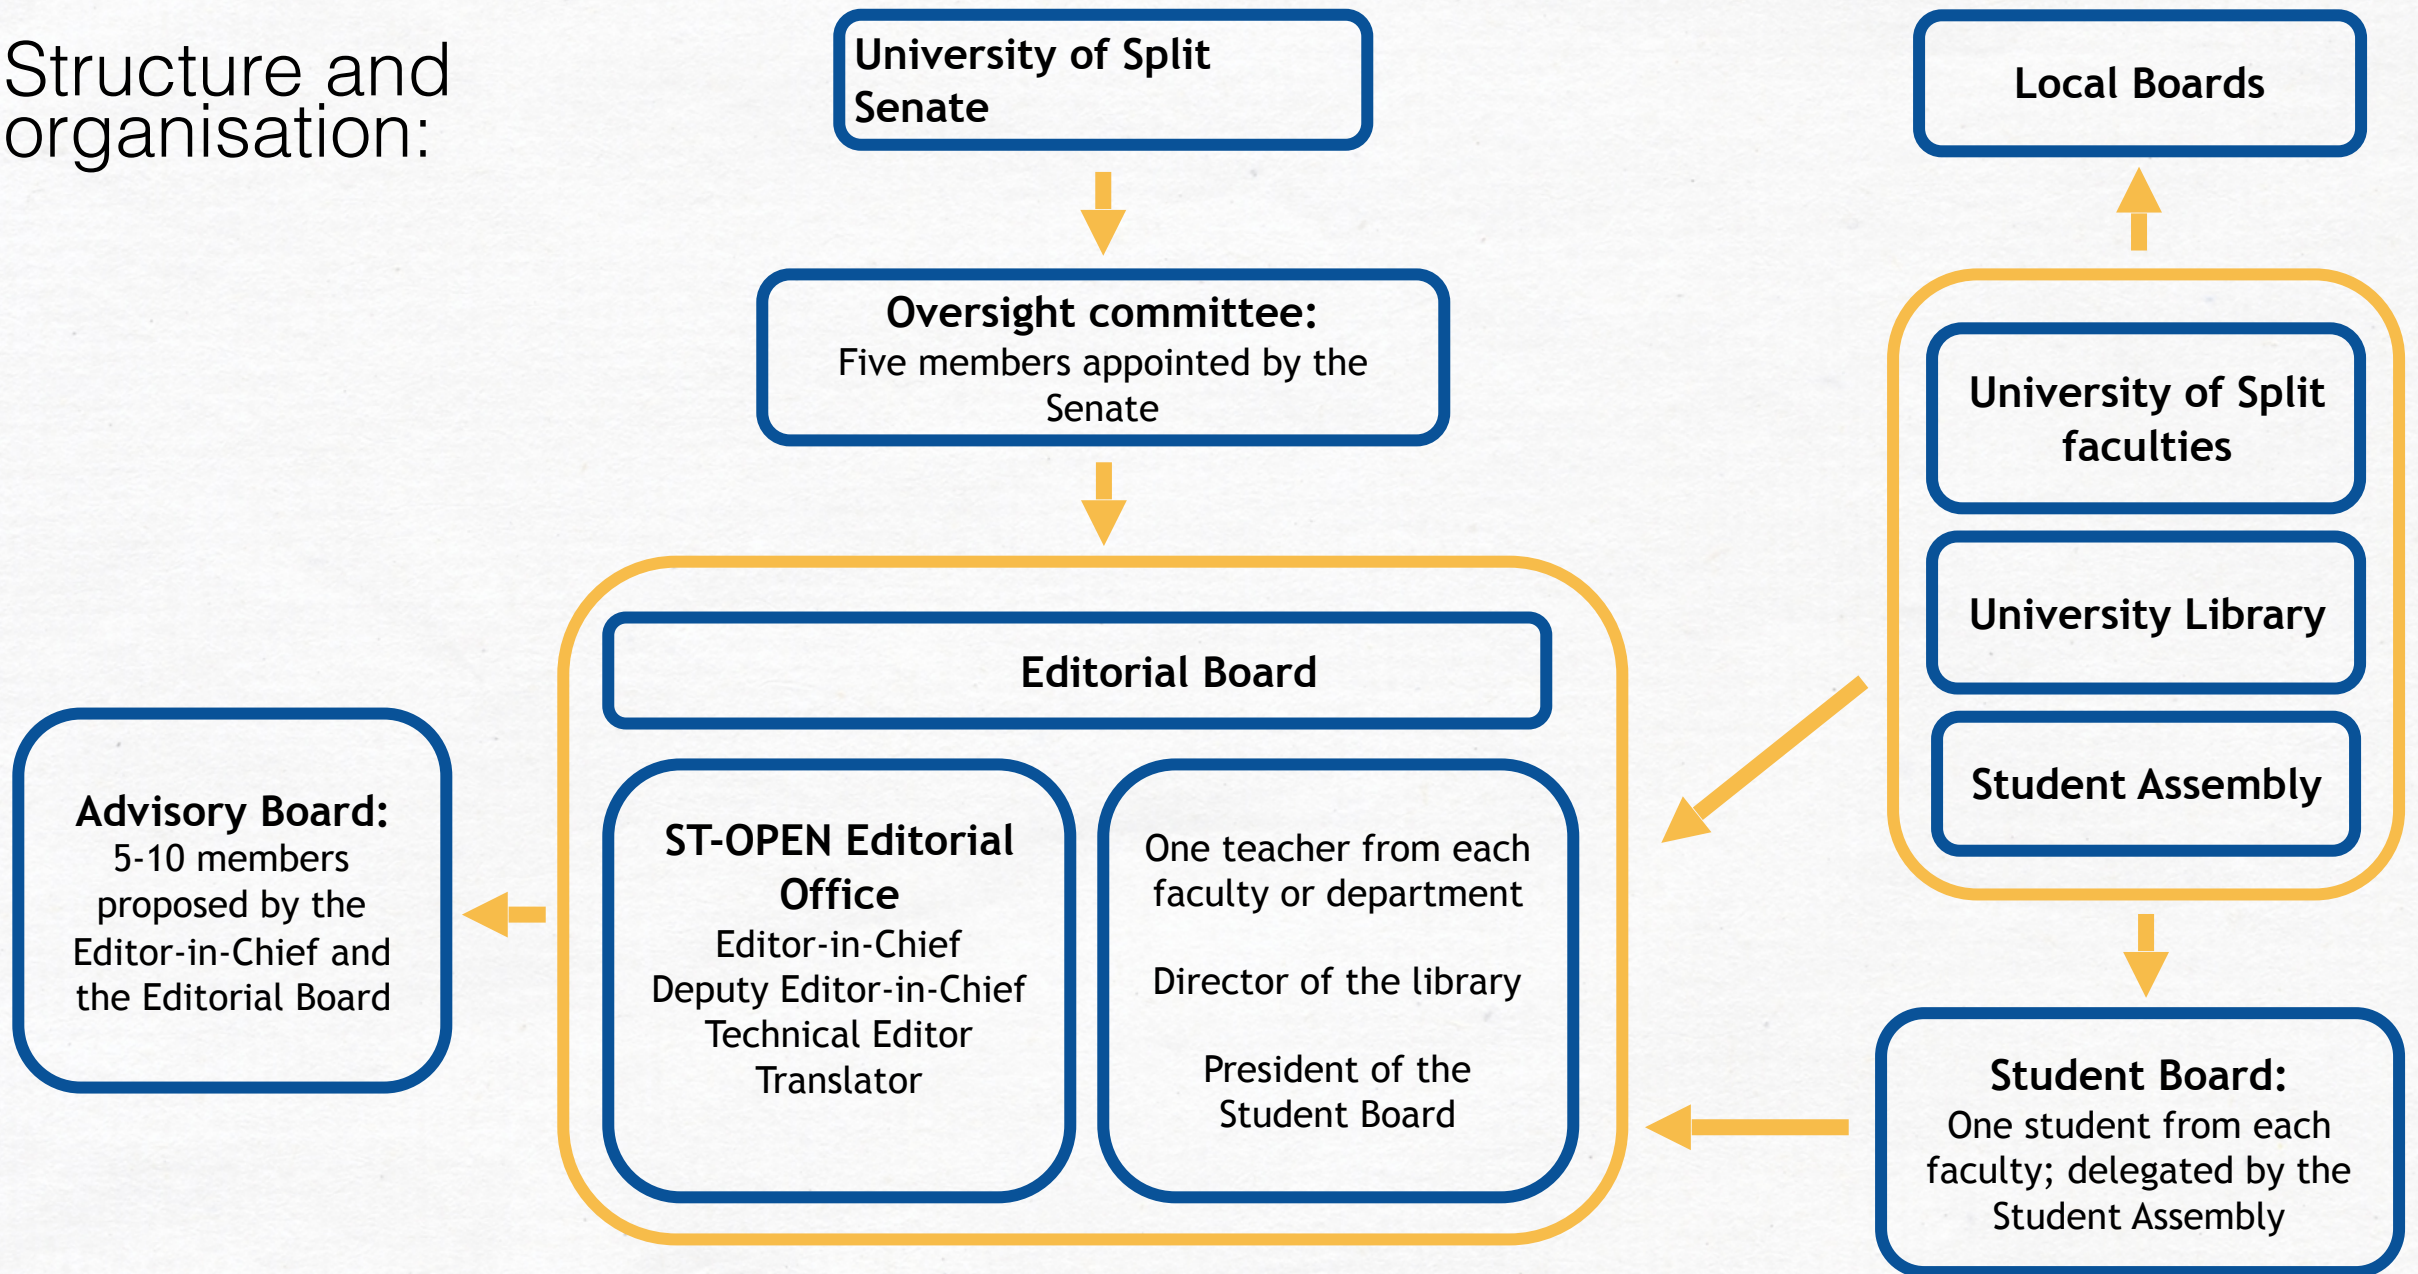 Structure and
organisation:
University of Split
Senate
Local Boards
Oversight committee:
Five members appointed by the
Senate
University of Split
faculties
University Library
Student Assembly
Editorial Board
Advisory Board:
5-10 members
proposed by the
Editor-in-Chief and
the Editorial Board
ST-OPEN Editorial
Office
Editor-in-Chief
Deputy Editor-in-Chief
Technical Editor
Translator
One teacher from each
faculty or department
Director of the library
President of the
Student Board
Student Board:
One student from each
faculty; delegated by the
Student Assembly